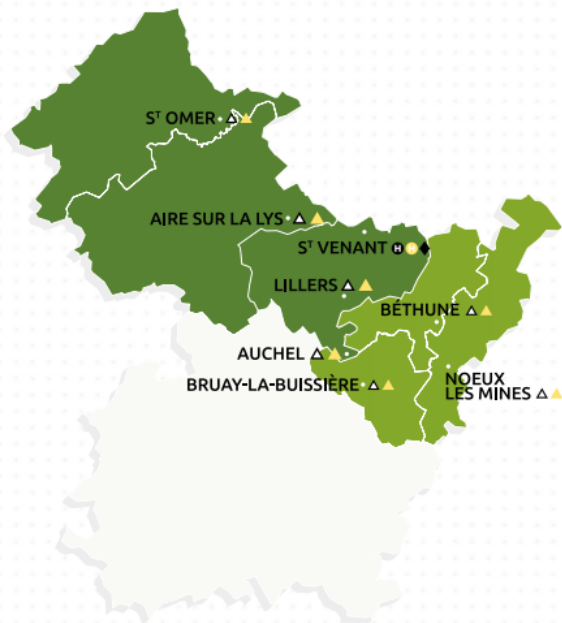 Sᵀ OMER
AIRE SUR LA LYS
Sᵀ VENANT H H
LILLERS
BÉTHUNE
AUCHEL
BRUAY-LA-BUISSIÈRE
NOEUX
LES MINES